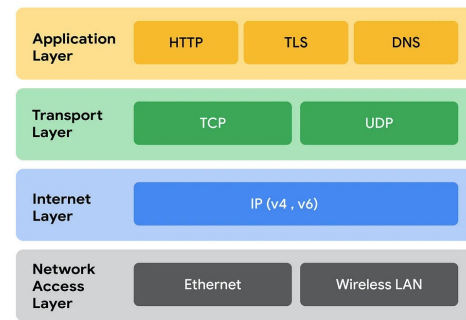 Application
Layer
HTTP
TLS
DNS
Transport
Layer
TCP
UDP
Internet
Layer
IP (v4 , v6)
Network
Access
Layer
Ethernet
Wireless LAN